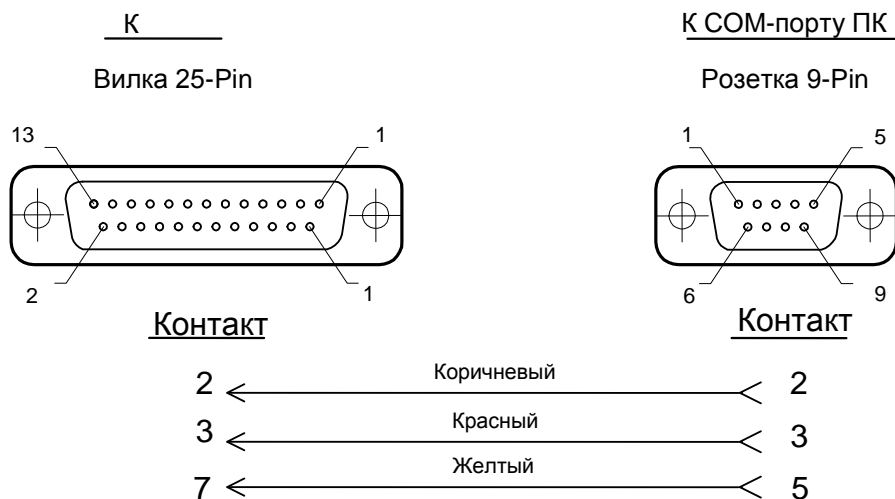 К
К COM-порту ПК
Вилка 25-Pin
Розетка 9-Pin
13
1
1
5
2
1
6
9
Контакт
Контакт
2
Коричневый
2
3
Красный
3
7
Желтый
5